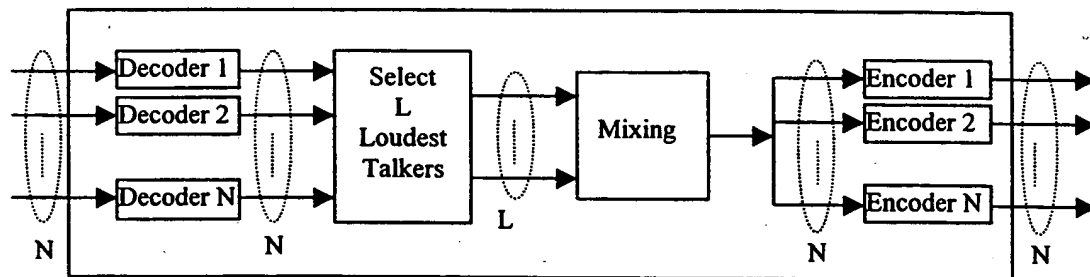 Decoder 1
Decoder 2
Decoder N
N
N
Select
L
Loudest
Talkers
L
Mixing
N
Encoder 1
Encoder 2
Encoder N
N